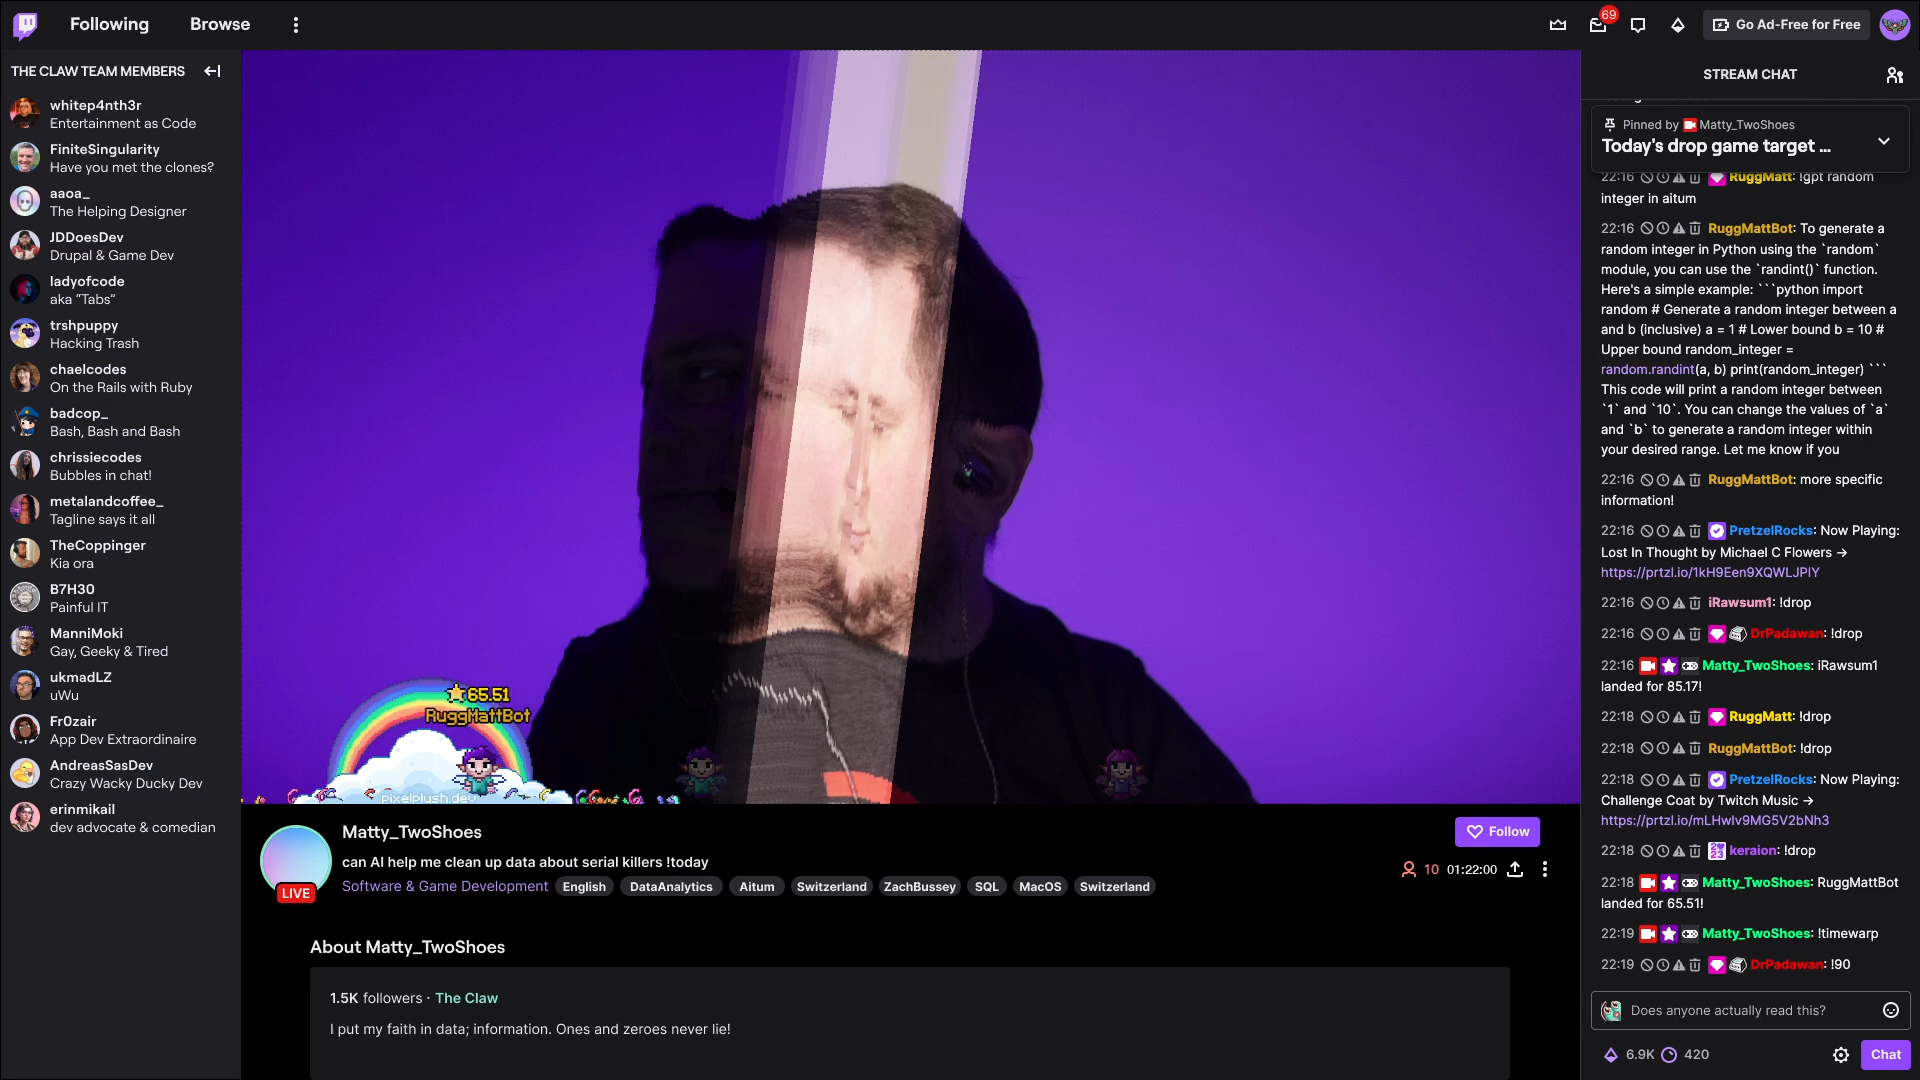 Following
Browse
69
Go Ad-Free for Free
THE CLAW TEAM MEMBERS
whitep4nth3r
Entertainment as Code
FiniteSingularity
Have you met the clones?
aaoa_
The Helping Designer
JDDoesDev
Drupal & Game Dev
ladyofcode
aka “Tabs”
trshpuppy
Hacking Trash
chaelcodes
On the Rails with Ruby
badcop_
Bash, Bash and Bash
chrissiecodes
Bubbles in chat!
metalandcoffee_
Tagline says it all
TheCoppinger
Kia ora
B7H30
Painful IT
ManniMoki
Gay, Geeky & Tired
ukmadLZ
uWu
Fr0zair
App Dev Extraordinaire
AndreasSasDev
Crazy Wacky Ducky Dev
erinmikail
dev advocate & comedian
65.51
RuggMattBot
pixelplush.dev
LIVE
Matty_TwoShoes
can AI help me clean up data about serial killers !today
Software & Game Development English DataAnalytics Aitum Switzerland ZachBussey SQL MacOS Switzerland
Follow
10 01:22:00
About Matty_TwoShoes
1.5K followers · The Claw
I put my faith in data; information. Ones and zeroes never lie!
STREAM CHAT
Pinned by Matty_TwoShoes
Today's drop game target ...
22:16 RuggMatt: !gpt random
integer in aitum
22:16 RuggMattBot: To generate a
random integer in Python using the `random`
module, you can use the `randint()` function.
Here's a simple example: ```python import
random # Generate a random integer between a
and b (inclusive) a = 1 # Lower bound b = 10 #
Upper bound random_integer =
random.randint(a, b) print(random_integer) ```
This code will print a random integer between
`1` and `10`. You can change the values of `a`
and `b` to generate a random integer within
your desired range. Let me know if you
22:16 RuggMattBot: more specific
information!
22:16 PretzelRocks: Now Playing:
Lost In Thought by Michael C Flowers →
https://prtzl.io/1kH9Een9XQWLJPlY
22:16 iRawsum1: !drop
22:16 DrPadawan: !drop
22:16 Matty_TwoShoes: iRawsum1
landed for 85.17!
22:18 RuggMatt: !drop
22:18 RuggMattBot: !drop
22:18 PretzelRocks: Now Playing:
Challenge Coat by Twitch Music →
https://prtzl.io/mLHwIv9MG5V2bNh3
22:18 keraion: !drop
22:18 Matty_TwoShoes: RuggMattBot
landed for 65.51!
22:19 Matty_TwoShoes: !timewarp
22:19 DrPadawan: !90
Does anyone actually read this?
6.9K 420
Chat